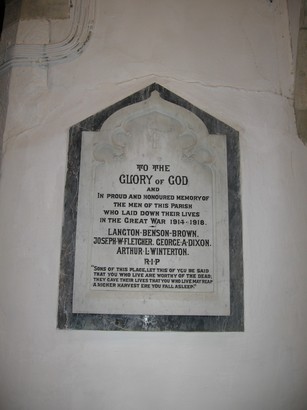 TO THE
GLORY OF GOD
AND
IN PROUD AND HONOURED MEMORY OF
THE MEN OF THIS PARISH
WHO LAID DOWN THEIR LIVES
IN THE GREAT WAR 1914-1918.
LANGTON·BENSON·BROWN.
JOSEPH·W·FLETCHER. GEORGE·A·DIXON.
ARTHUR L·WINTERTON.
R·I·P
"SONS OF THIS PLACE, LET THIS OF YOU BE SAID
THAT YOU WHO LIVE ARE WORTHY OF THE DEAD;
THEY GAVE THEIR LIVES THAT YOU WHO LIVE MAY REAP
A RICHER HARVEST ERE YOU FALL ASLEEP."